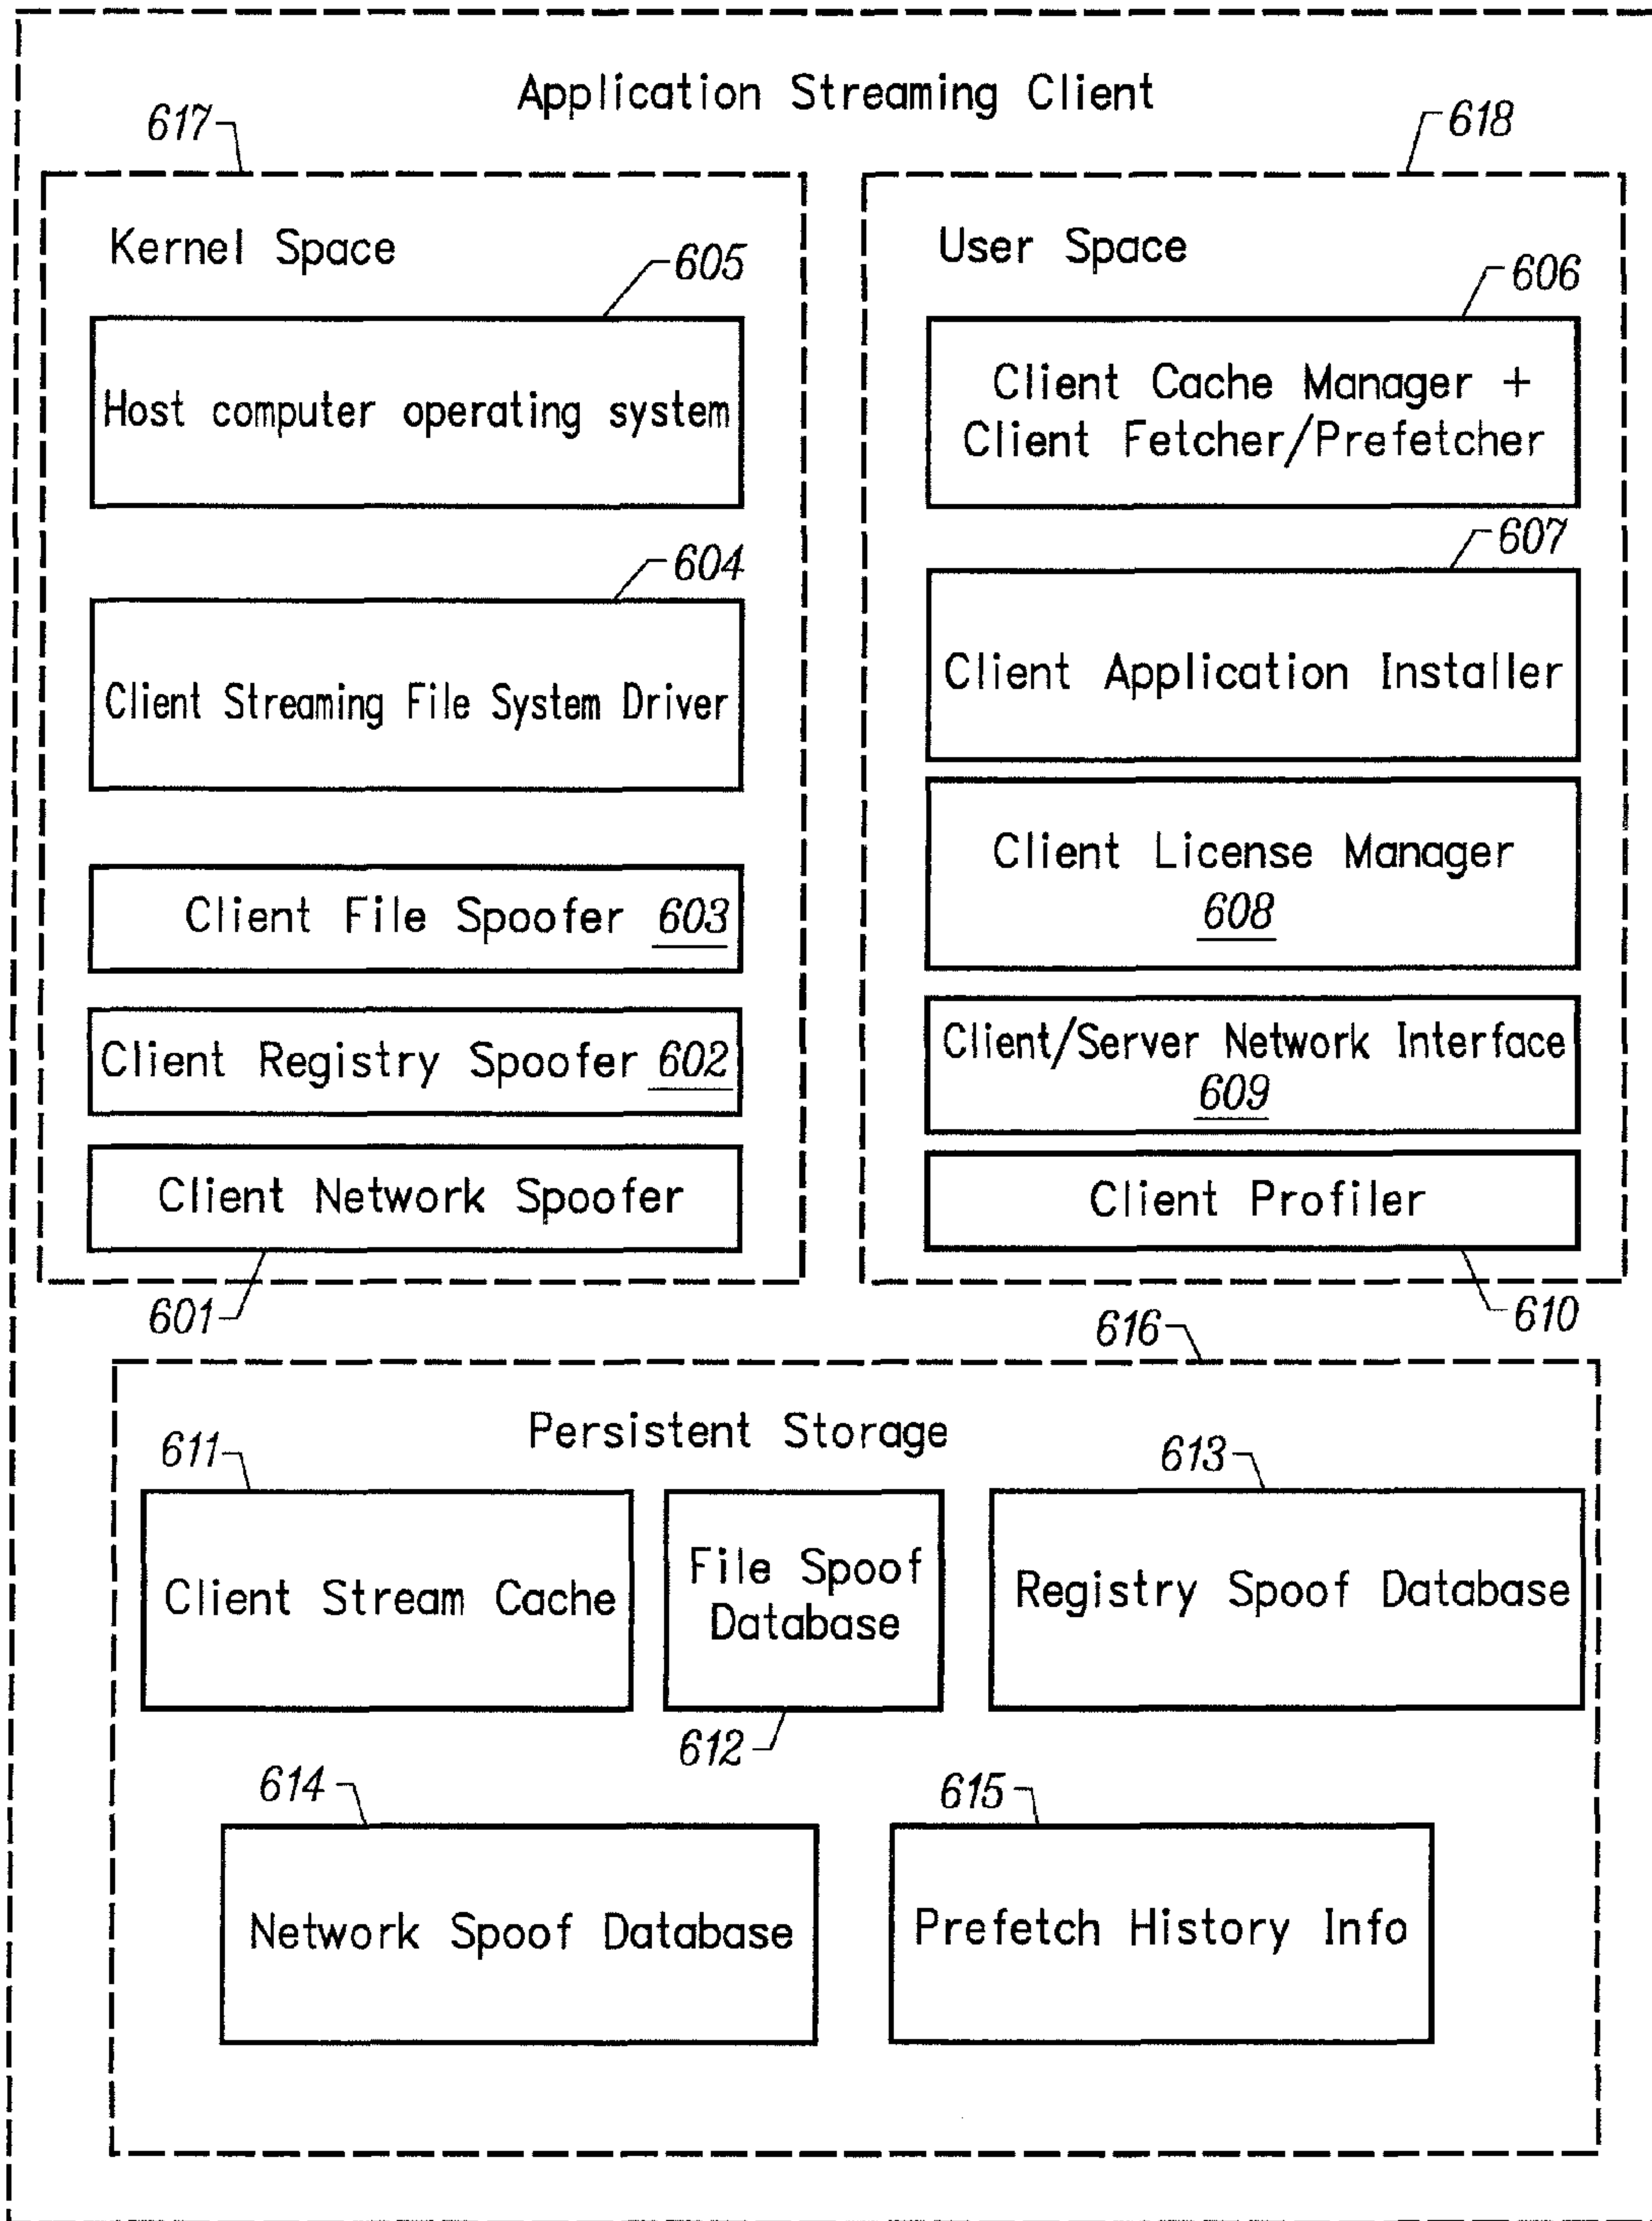 Application Streaming Client
617
618
Kernel Space
605
Host computer operating system
604
Client Streaming File System Driver
Client File Spoofer 603
Client Registry Spoofer 602
Client Network Spoofer
601
User Space
606
Client Cache Manager +
Client Fetcher/Prefetcher
607
Client Application Installer
Client License Manager
608
Client/Server Network Interface
609
Client Profiler
610
616
Persistent Storage
611
Client Stream Cache
File Spoof
Database
612
613
Registry Spoof Database
614
Network Spoof Database
615
Prefetch History Info